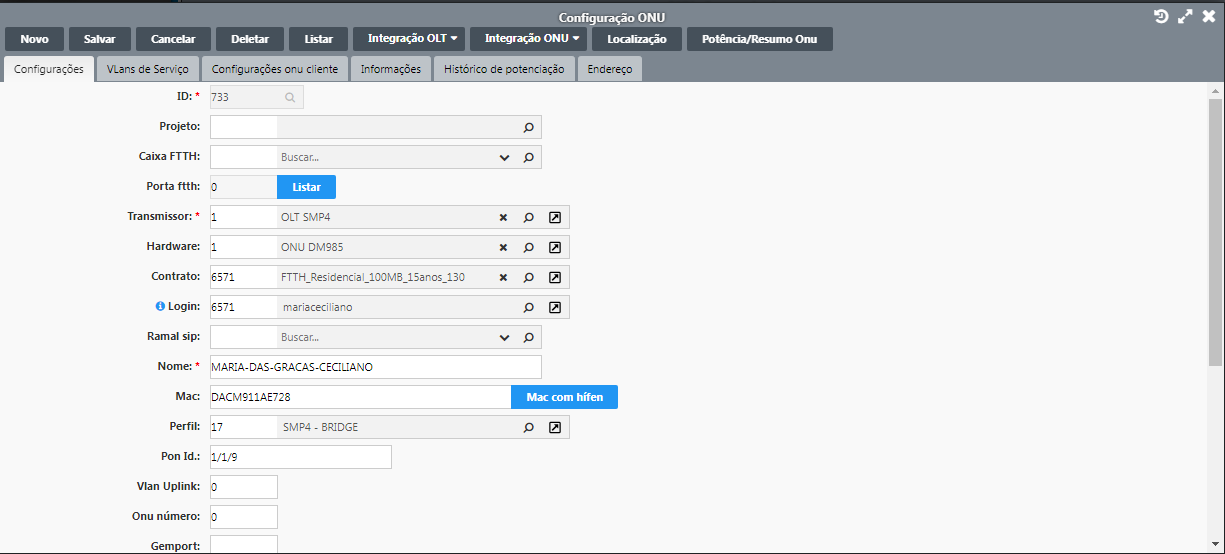 Configuração ONU
Novo Salvar Cancelar Deletar Listar Integração OLT Integração ONU Localização Potência/Resumo Onu
Configurações VLans de Serviço Configurações onu cliente Informações Histórico de potenciação Endereço
ID: * 733
Projeto:
Caixa FTTH: Buscar...
Porta ftth: 0 Listar
Transmissor: * 1 OLT SMP4
Hardware: 1 ONU DM985
Contrato: 6571 FTTH_Residencial_100MB_15anos_130
Login: 6571 mariaceciliano
Ramal sip: Buscar...
Nome: * MARIA-DAS-GRACAS-CECILIANO
Mac: DACM911AE728 Mac com hífen
Perfil: 17 SMP4 - BRIDGE
Pon Id.: 1/1/9
Vlan Uplink: 0
Onu número: 0
Gemport: